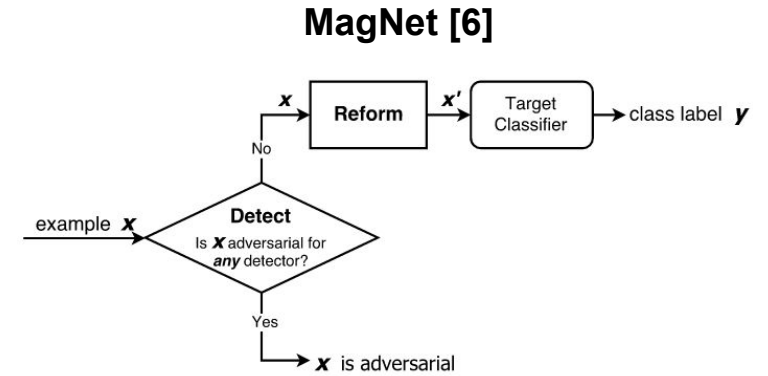 MagNet [6]
x
Reform
x'
Target
Classifier
class label y
No
example x
Detect
Is x adversarial for
any detector?
Yes
x is adversarial